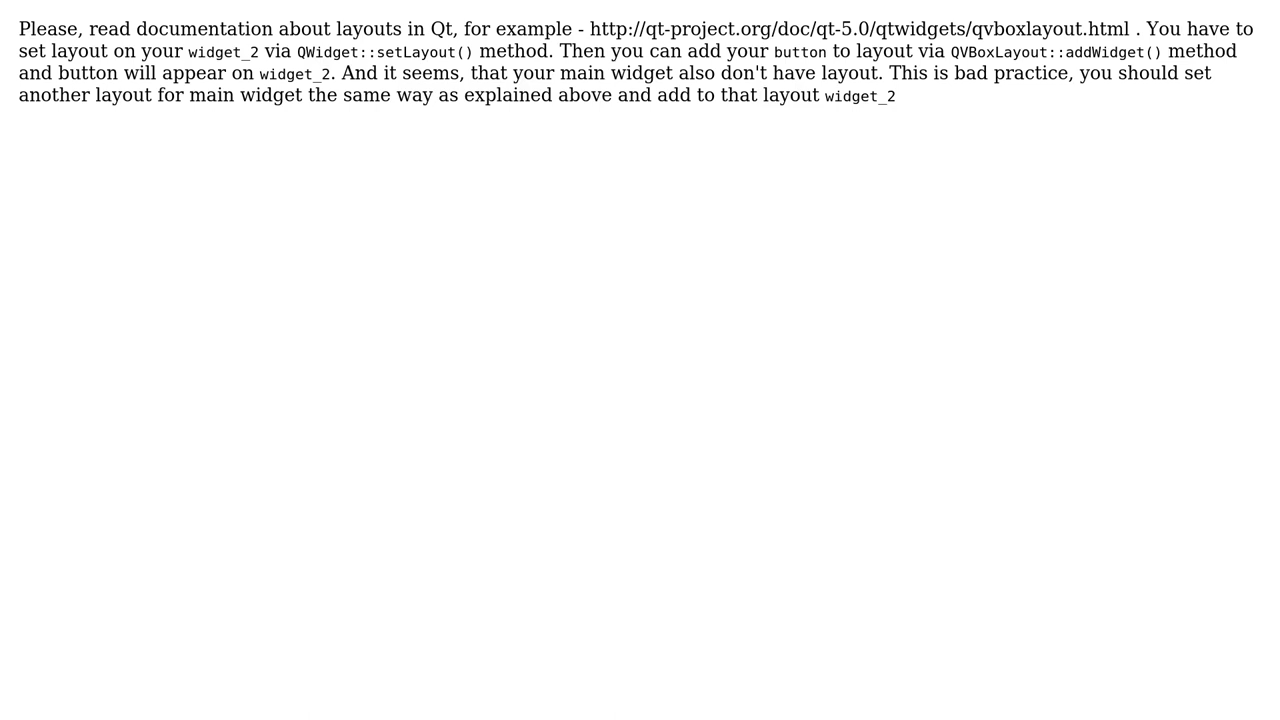 Please, read documentation about layouts in Qt, for example - http://qt-project.org/doc/qt-5.0/qtwidgets/qvboxlayout.html . You have to
set layout on your widget_2 via QWidget::setLayout() method. Then you can add your button to layout via QVBoxLayout::addWidget() method
and button will appear on widget_2. And it seems, that your main widget also don't have layout. This is bad practice, you should set
another layout for main widget the same way as explained above and add to that layout widget_2